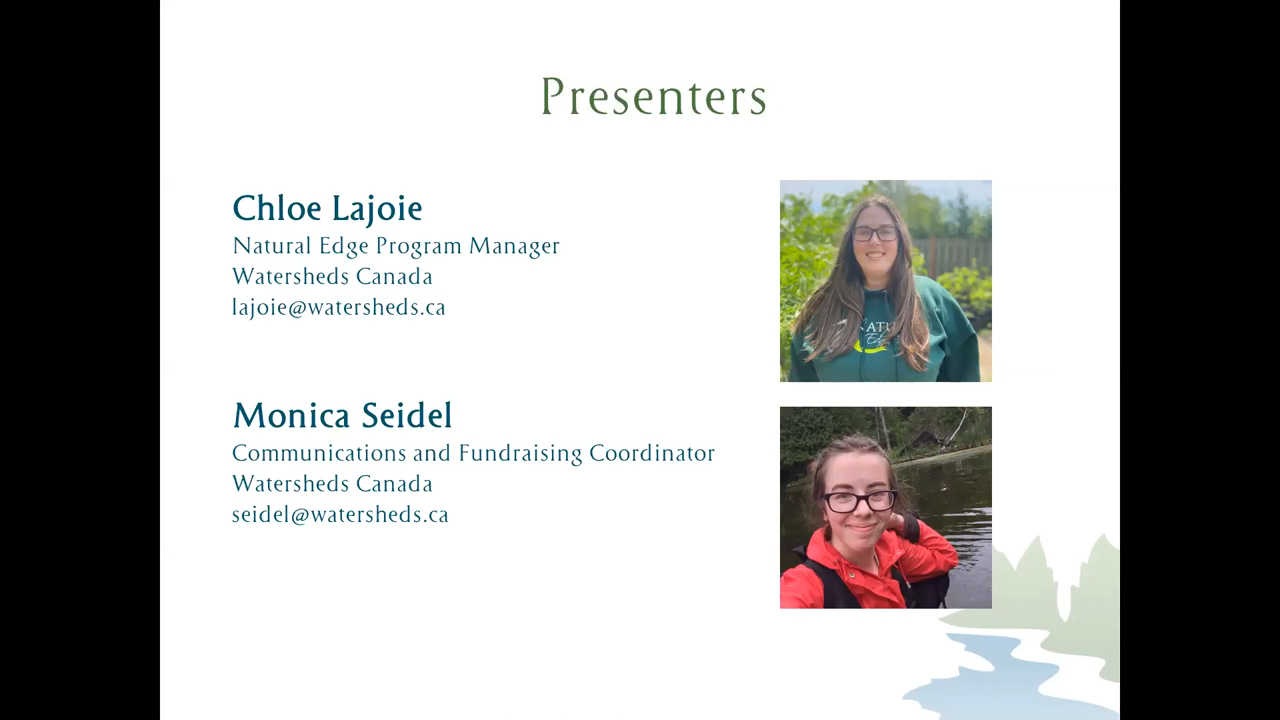 Presenters
Chloe Lajoie
Natural Edge Program Manager
Watersheds Canada
lajoie@watersheds.ca
Monica Seidel
Communications and Fundraising Coordinator
Watersheds Canada
seidel@watersheds.ca